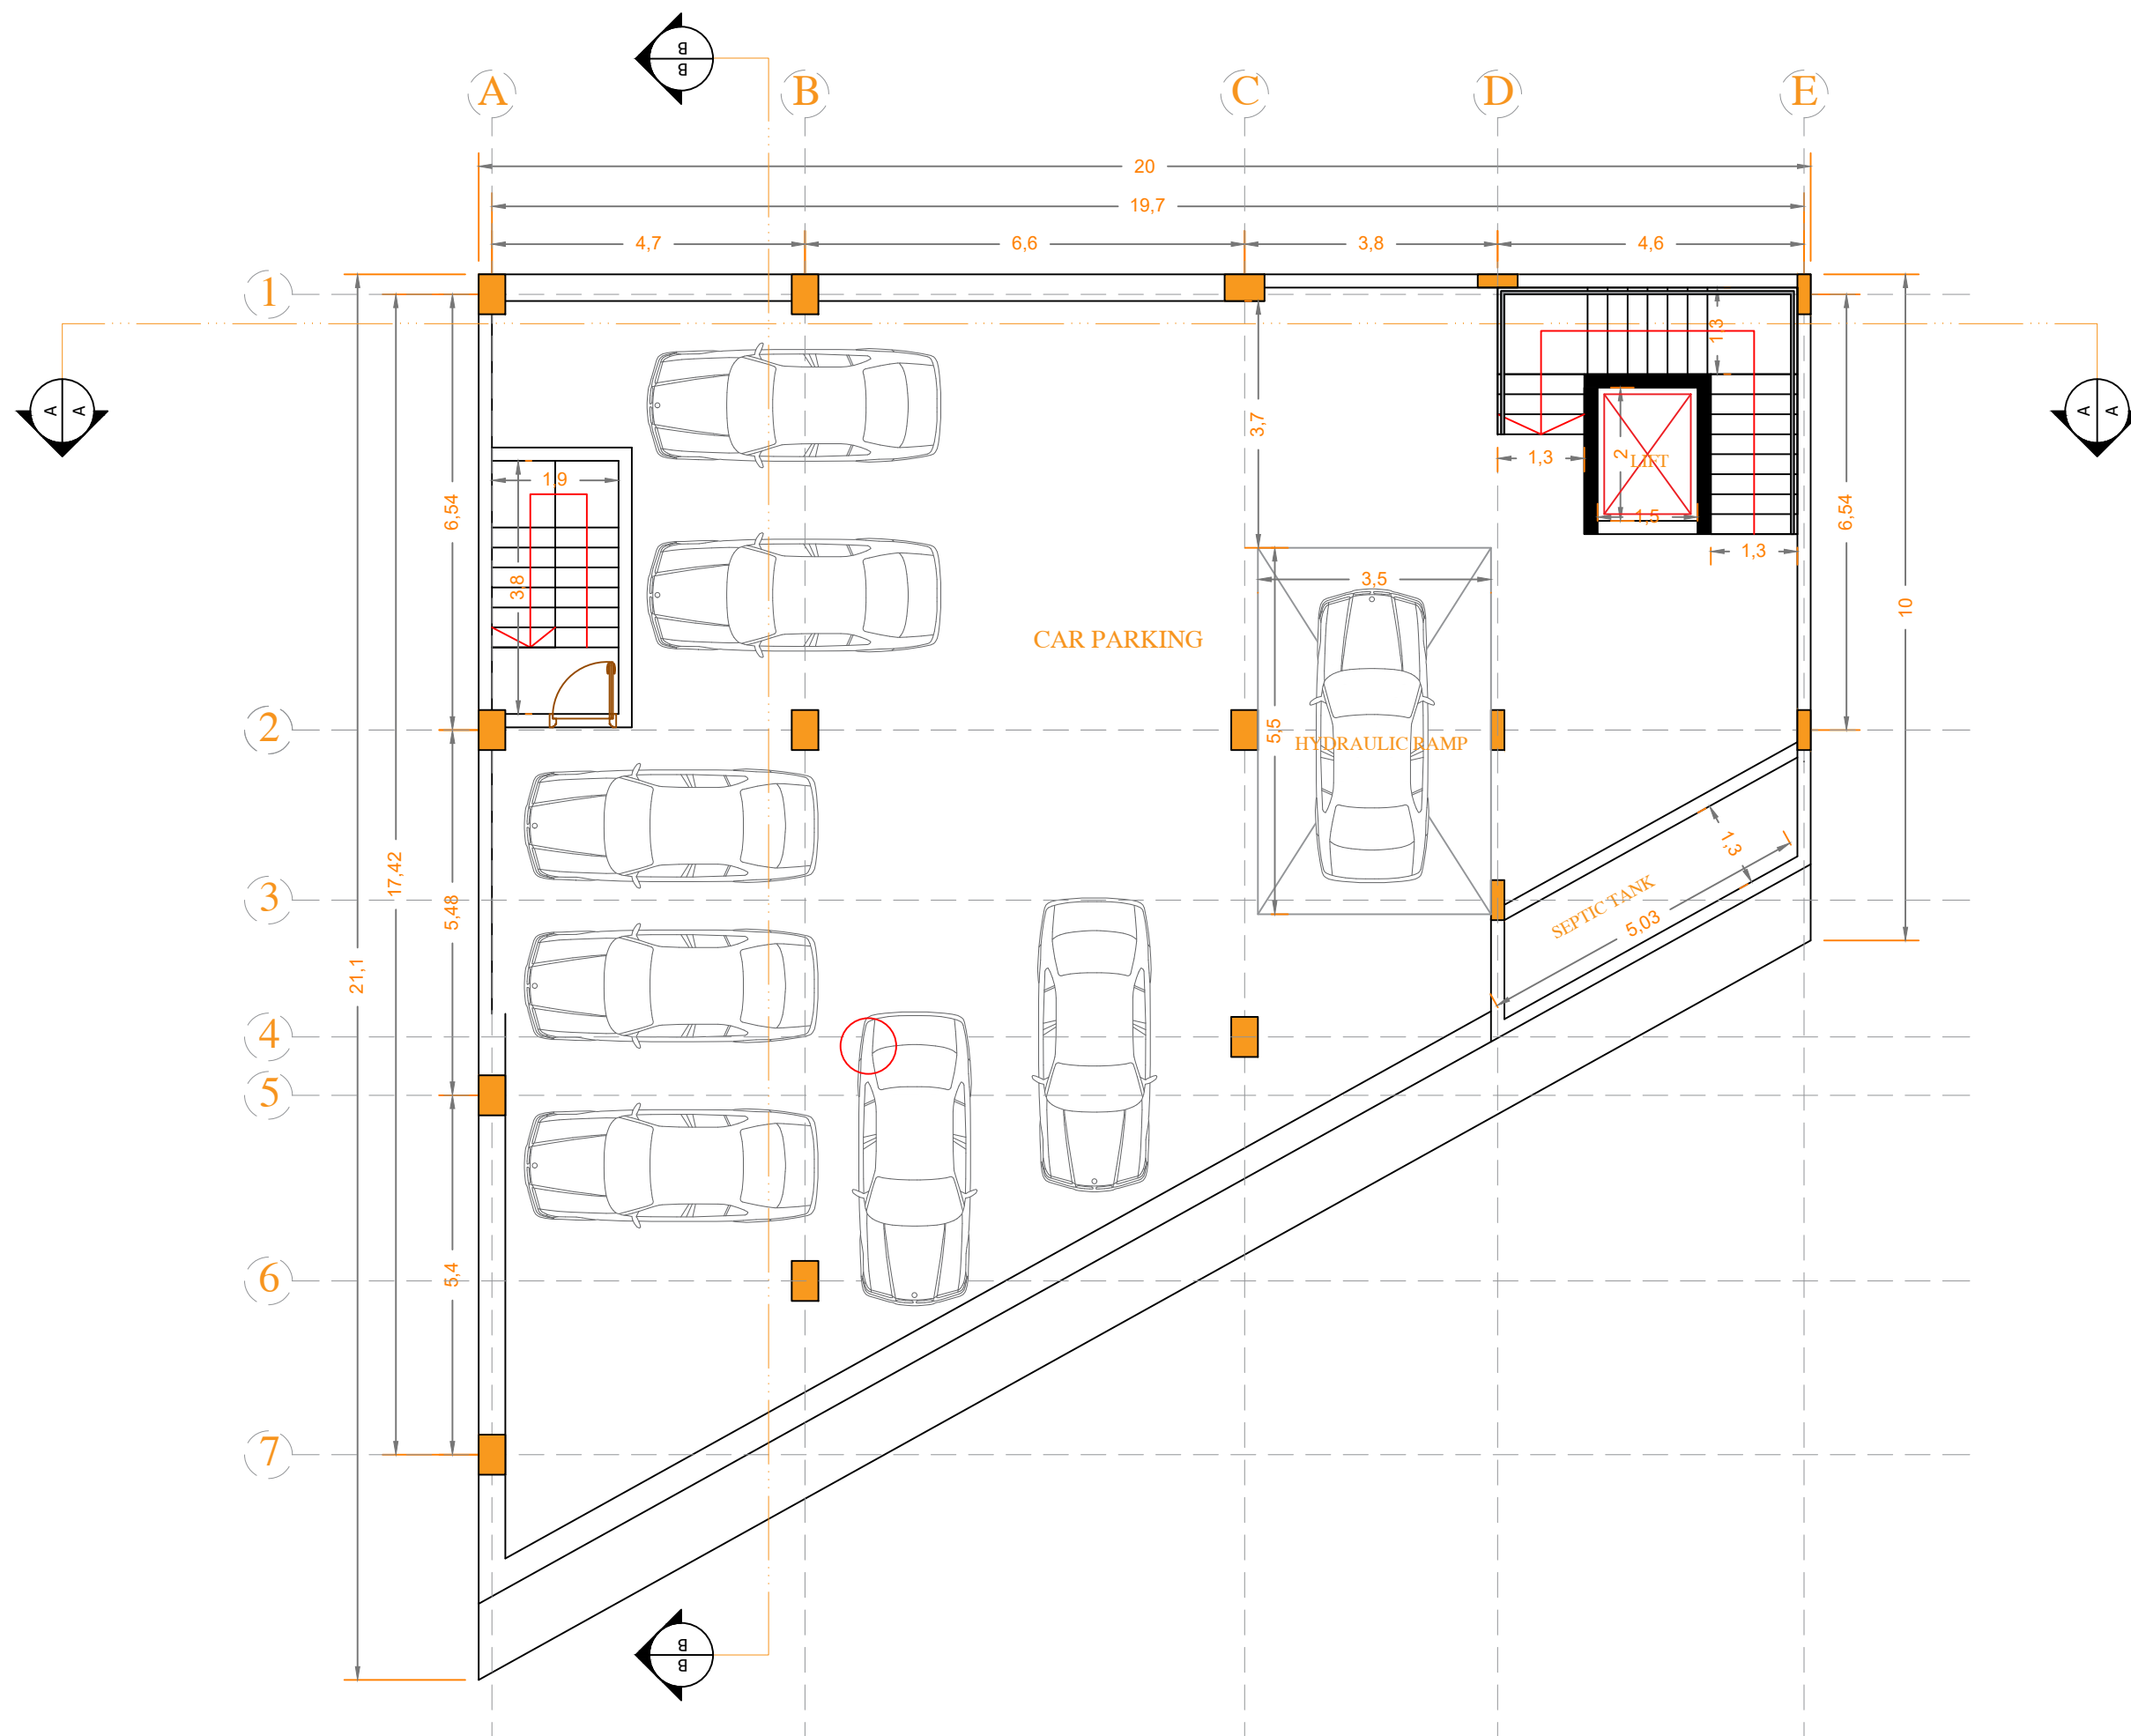 B
B
A
B
C
D
E
20
19,7
4,7
6,6
3,8
4,6
1
1,3
A
A
A
A
3,7
1,3
2
LIFT
1,9
6,54
6,54
1,5
1,3
3,8
3,5
10
CAR PARKING
2
5,5
HYDRAULIC RAMP
1,3
17,42
3
5,48
SEPTIC TANK
5,03
21,1
4
5
6
5,4
7
B
B